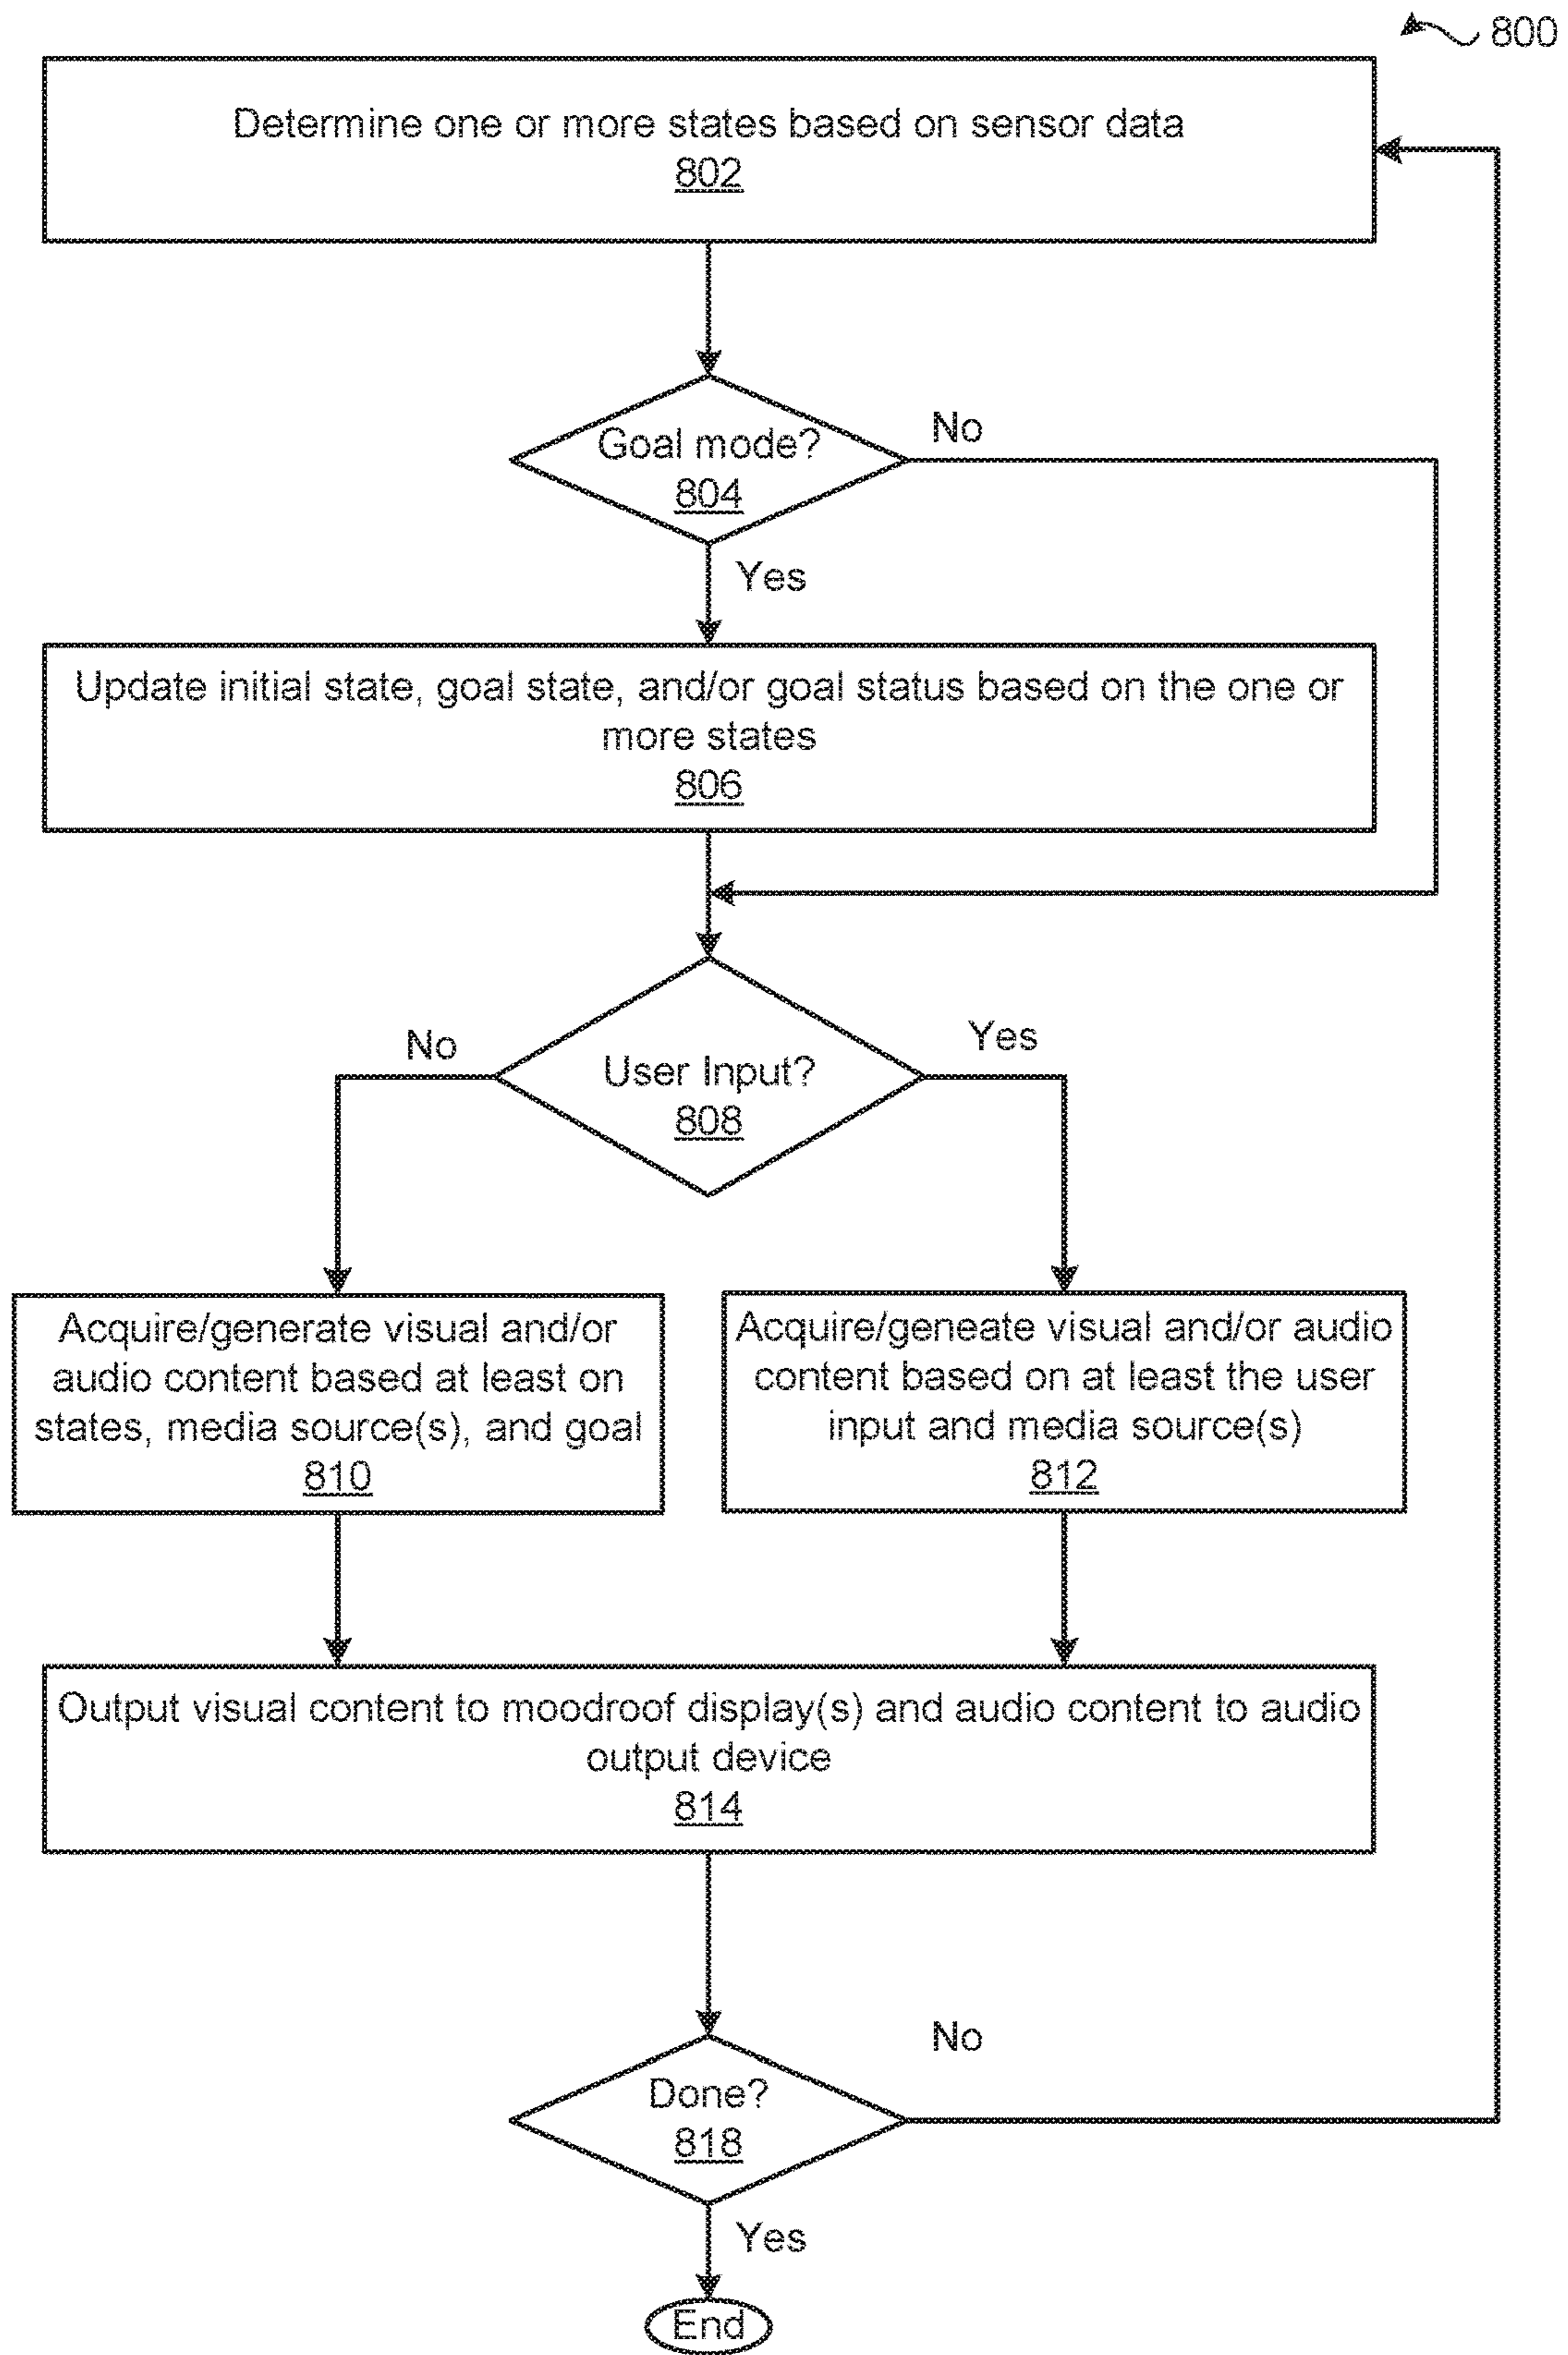 800
Determine one or more states based on sensor data
802
Goal mode?
804
No
Yes
Update initial state, goal state, and/or goal status based on the one or
more states
806
User Input?
808
No
Yes
Acquire/generate visual and/or
audio content based at least on
states, media source(s), and goal
810
Acquire/geneate visual and/or audio
content based on at least the user
input and media source(s)
812
Output visual content to moodroof display(s) and audio content to audio
output device
814
Done?
818
No
Yes
End